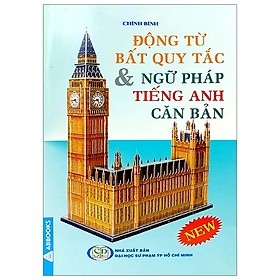 CHÍNH BÌNH
ĐỘNG TỪ
BẤT QUY TẮC
& NGỮ PHÁP
TIẾNG ANH
CĂN BẢN
NEW
ABBOOKS
NHÀ XUẤT BẢN
ĐẠI HỌC SƯ PHẠM TP HỒ CHÍ MINH